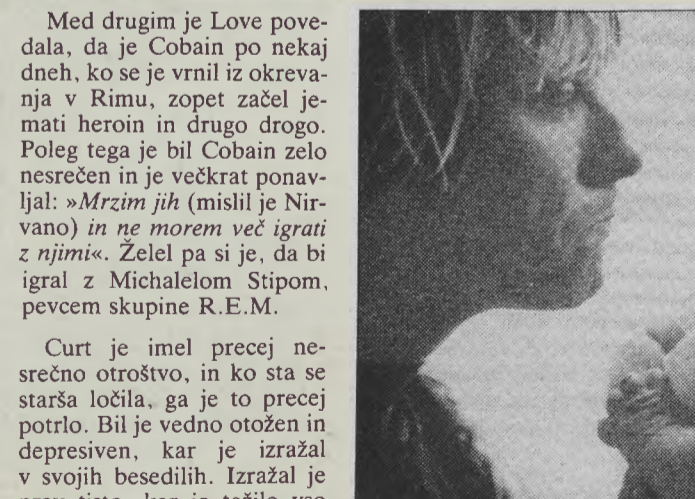 Med drugim je Love pove-
dala, da je Cobain po nekaj
dneh, ko se je vrnil iz okreva-
nja v Rimu, zopet začel je-
mati heroin in drugo drogo.
Poleg tega je bil Cobain zelo
nesrečen in je večkrat ponav-
ljal: »Mrzim jih (mislil je Nir-
vano) in ne morem več igrati
z njimi«. Želel pa si je, da bi
igral z Michalelom Stipom,
pevcem skupine R.E.M.
Curt je imel precej ne-
srečno otroštvo, in ko sta se
starša ločila, ga je to precej
potrlo. Bil je vedno otožen in
depresiven, kar je izražal
v svojih besedilih. Izražal je